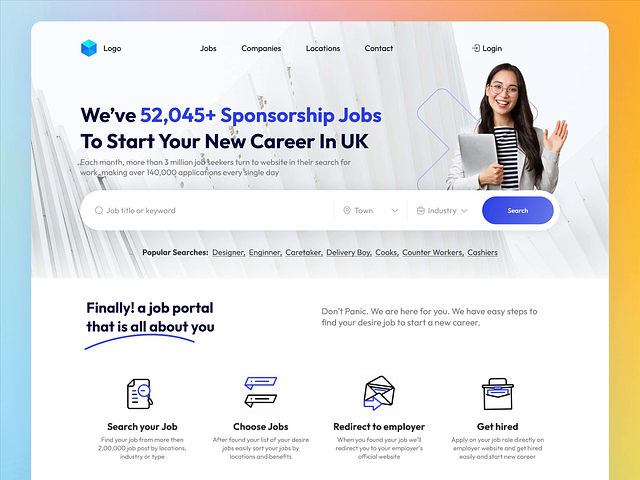 Logo
Jobs Companies Locations Contact
Login
We've 52,045+ Sponsorship Jobs
To Start Your New Career In UK
Each month, more than 3 million job seekers turn to website in their search for
work, making over 140,000 applications every single day
Job title or keyword
Town
Industry
Search
Popular Searches: Designer, Enginner, Caretaker, Delivery Boy, Cooks, Counter Workers, Cashiers
Finally! a job portal
that is all about you
Don't Panic. We are here for you. We have easy steps to
find your desire job to start a new career.
Search your Job
Find your job from more then
2,00,000 job post by locations,
industry or type
Choose Jobs
After found your list of your desire
jobs easily sort your jobs by
locations and benefits
Redirect to employer
When you found your job we'll
redirect you to your employer's
official website
Get hired
Apply on your job role directly on
employer website and get hired
easily and start new career